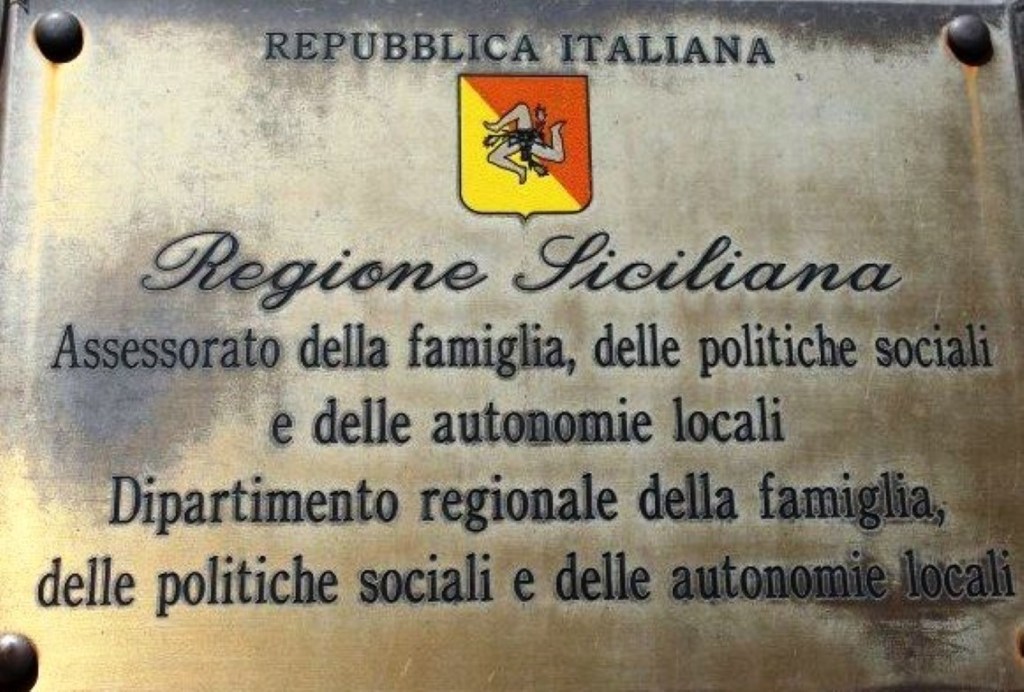 REPUBBLICA ITALIANA
Regione Siciliana
Assessorato della famiglia, delle politiche sociali
e delle autonomie locali
Dipartimento regionale della famiglia,
delle politiche sociali e delle autonomie locali